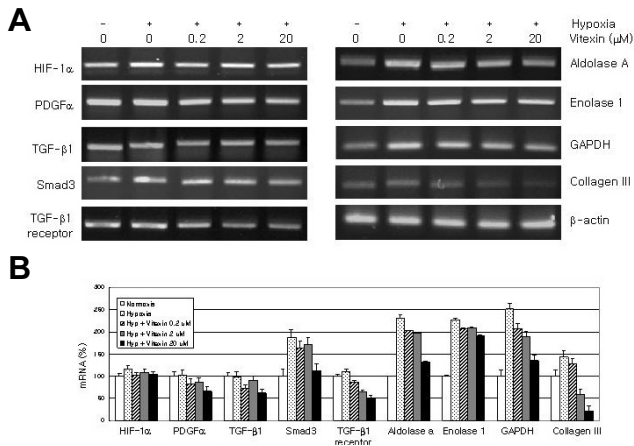 A
- + + + + Hypoxia
0 0 0.2 2 20 Vitexin (μM)
HIF-1α
PDGFα
TGF-β1
Smad3
TGF-β1
receptor
- + + + +
0 0 0.2 2 20
Aldolase A
Enolase 1
GAPDH
Collagen III
β-actin
B
mRNA (%)
300
250
200
150
100
50
0
Normoxia
Hypoxia
Hyp + Vitexin 0.2 uM
Hyp + Vitexin 2 uM
Hyp + Vitexin 20 uM
HIF-1α PDGFα TGF-β1 Smad3 TGF-β1 Aldolase a Enolase 1 GAPDH Collagen III
receptor